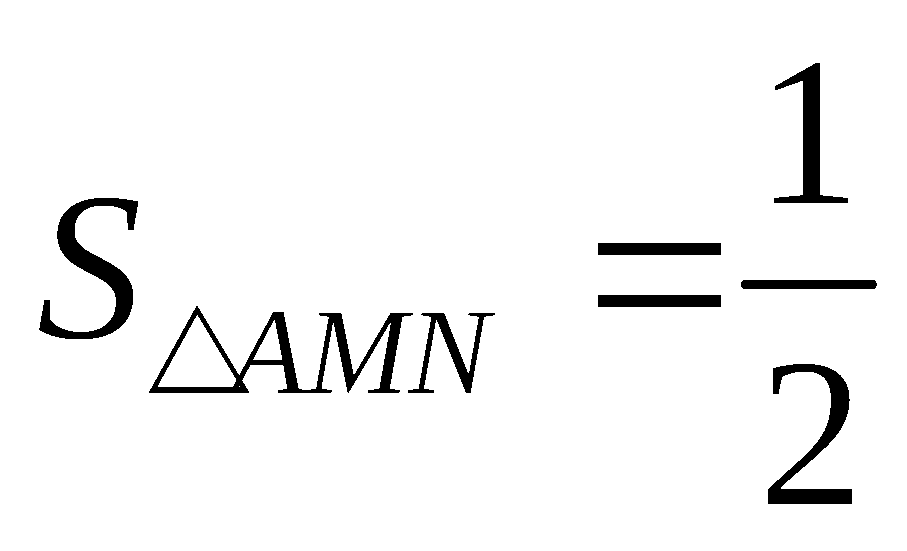 S△AMN = 1/2